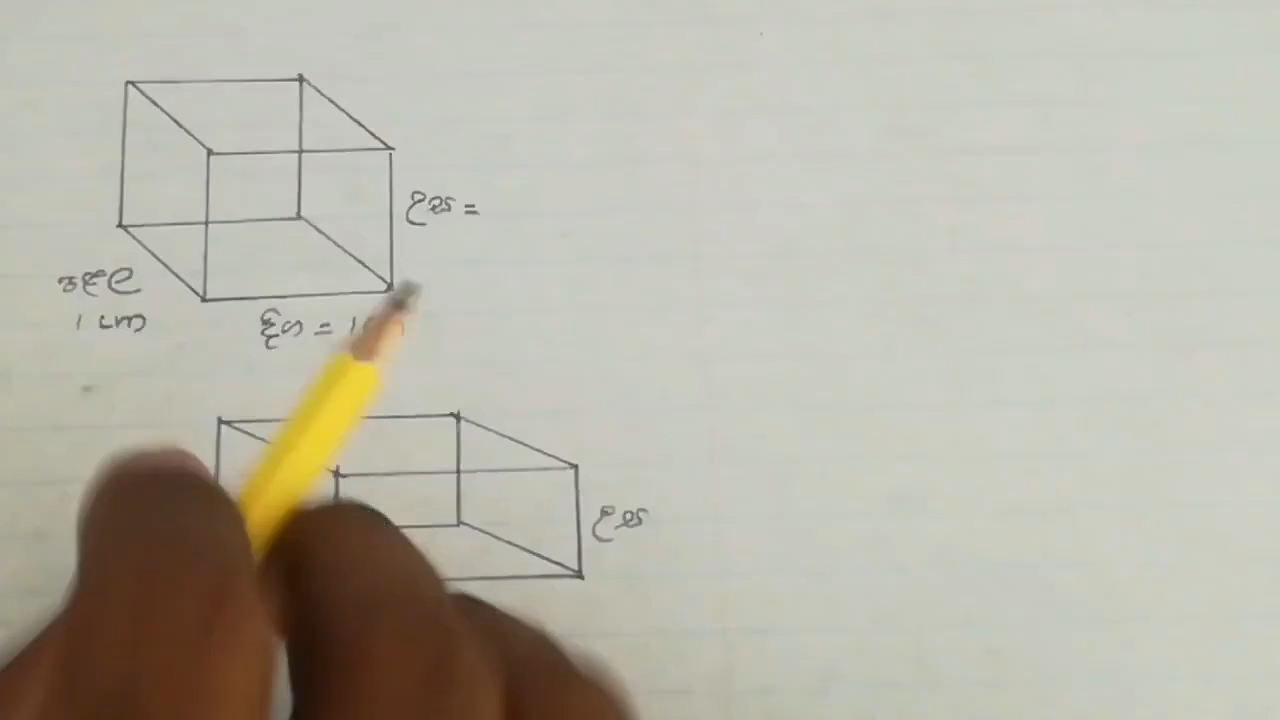 උස =
පළල
1 cm
දිග = 1
උස